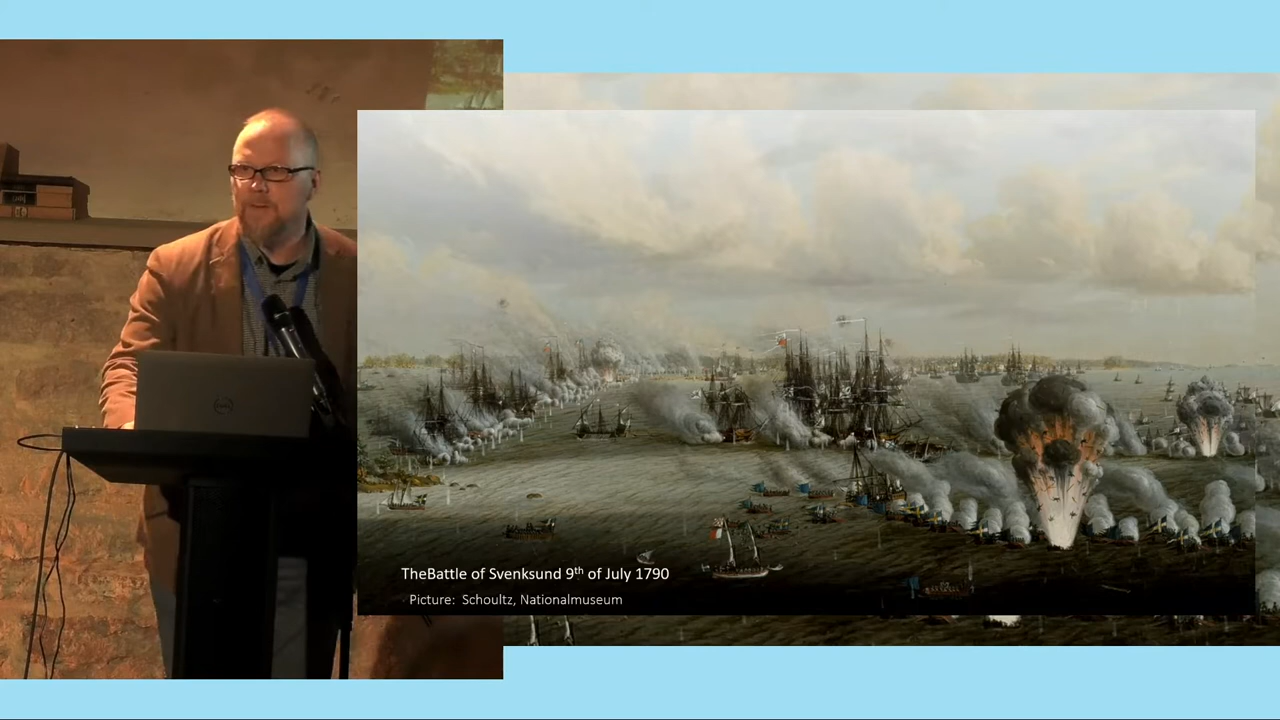 TheBattle of Svenksund 9th of July 1790
Picture: Schoultz, Nationalmuseum